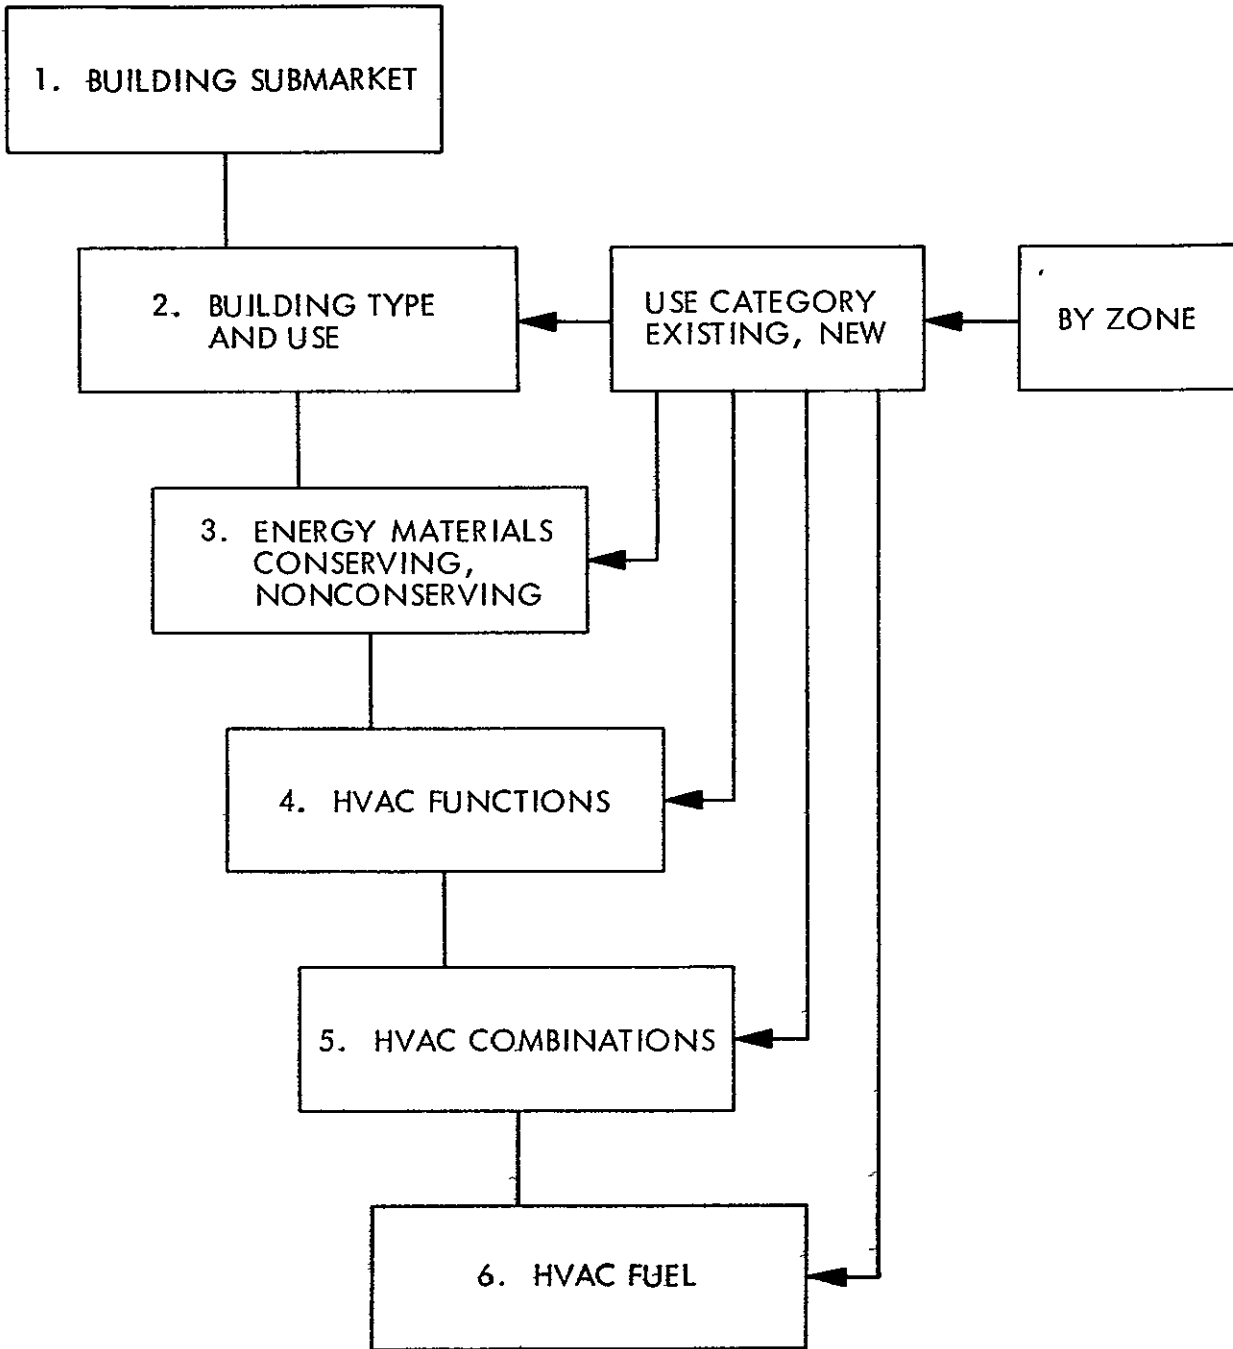 1. BUILDING SUBMARKET
2. BUILDING TYPE
AND USE
USE CATEGORY
EXISTING, NEW
BY ZONE
3. ENERGY MATERIALS
CONSERVING,
NONCONSERVING
4. HVAC FUNCTIONS
5. HVAC COMBINATIONS
6. HVAC FUEL